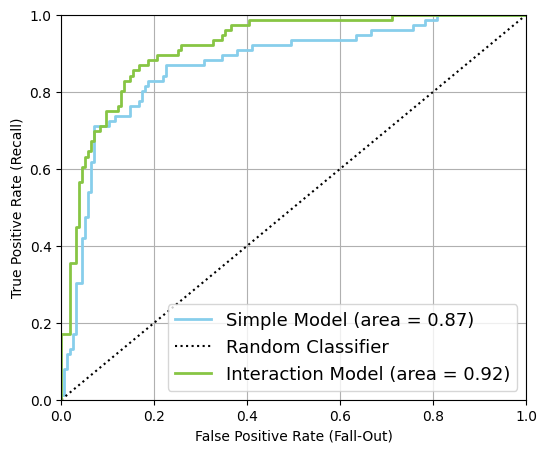 1.0
0.8
0.6
0.4
0.2
0.0
True Positive Rate (Recall)
Simple Model (area = 0.87)
Random Classifier
Interaction Model (area = 0.92)
0.0 0.2 0.4 0.6 0.8 1.0
False Positive Rate (Fall-Out)